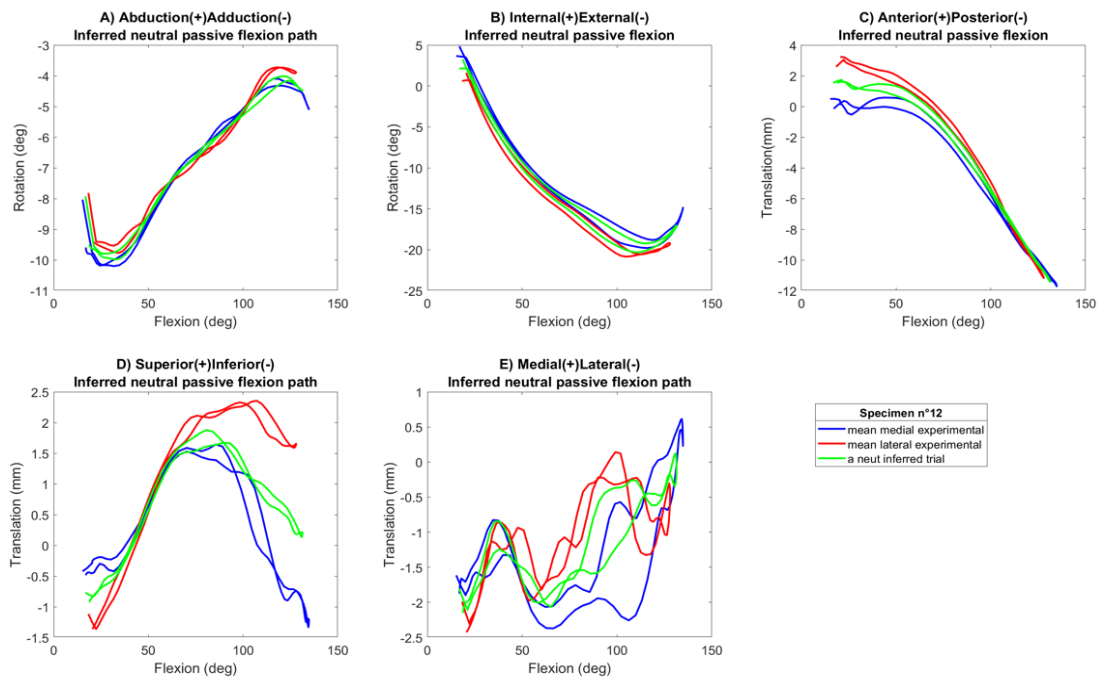 A) Abduction(+)Adduction(-)
Inferred neutral passive flexion path
Rotation (deg)
-3
-4
-5
-6
-7
-8
-9
-10
-11
0
50
100
150
Flexion (deg)
B) Internal(+)External(-)
Inferred neutral passive flexion
Rotation (deg)
5
0
-5
-10
-15
-20
-25
0
50
100
150
Flexion (deg)
C) Anterior(+)Posterior(-)
Inferred neutral passive flexion
Translation(mm)
4
2
0
-2
-4
-6
-8
-10
-12
0
50
100
150
Flexion (deg)
D) Superior(+)Inferior(-)
Inferred neutral passive flexion path
Translation (mm)
2.5
2
1.5
1
0.5
0
-0.5
-1
-1.5
0
50
100
150
Flexion (deg)
E) Medial(+)Lateral(-)
Inferred neutral passive flexion path
Translation (mm)
1
0.5
0
-0.5
-1
-1.5
-2
-2.5
0
50
100
150
Flexion (deg)
Specimen n°12
mean medial experimental
mean lateral experimental
a neut inferred trial